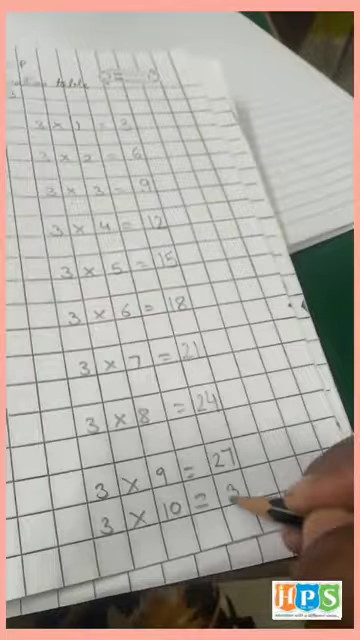 table
3 × 1 = 3
3 × 2 = 6
3 × 3 = 9
3 × 4 = 12
3 × 5 = 15
3 × 6 = 18
3 × 7 = 21
3 × 8 = 24
3 × 9 = 27
3 × 10 = 3
HPS